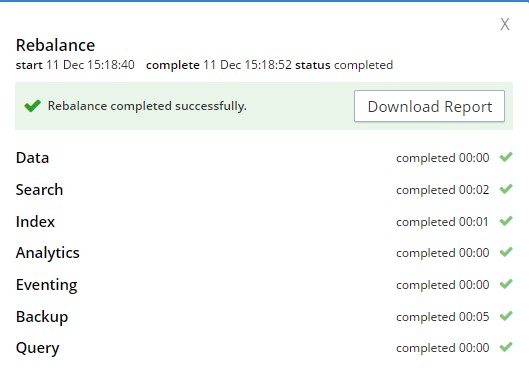 X
Rebalance
start 11 Dec 15:18:40 complete 11 Dec 15:18:52 status completed
Rebalance completed successfully. Download Report
Data completed 00:00
Search completed 00:02
Index completed 00:01
Analytics completed 00:00
Eventing completed 00:00
Backup completed 00:05
Query completed 00:00